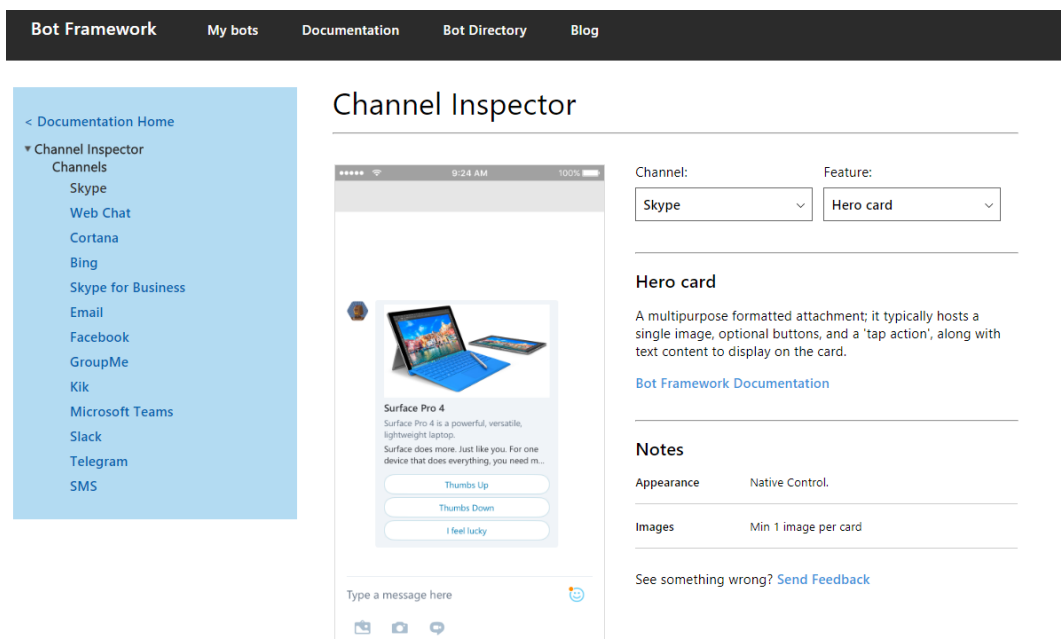 Bot Framework My bots Documentation Bot Directory Blog
< Documentation Home
Channel Inspector
Channels
Skype
Web Chat
Cortana
Bing
Skype for Business
Email
Facebook
GroupMe
Kik
Microsoft Teams
Slack
Telegram
SMS
Channel Inspector
9:24 AM 100%
Surface Pro 4
Surface Pro 4 is a powerful, versatile,
lightweight laptop.
Surface does more. Just like you. For one
device that does everything, you need m...
Thumbs Up
Thumbs Down
I feel lucky
Type a message here
Channel: Feature:
Skype Hero card
Hero card
A multipurpose formatted attachment; it typically hosts a
single image, optional buttons, and a 'tap action', along with
text content to display on the card.
Bot Framework Documentation
Notes
Appearance Native Control.
Images Min 1 image per card
See something wrong? Send Feedback